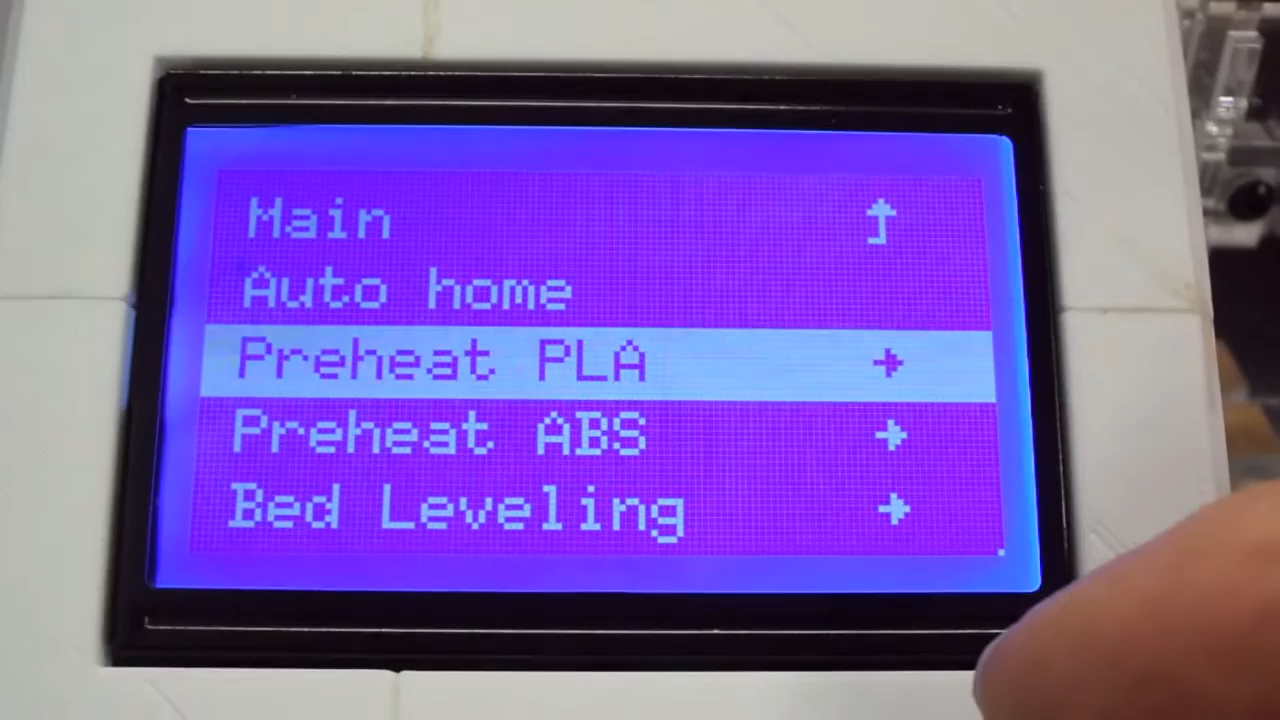 Main
Auto home
Preheat PLA
Preheat ABS
Bed Leveling